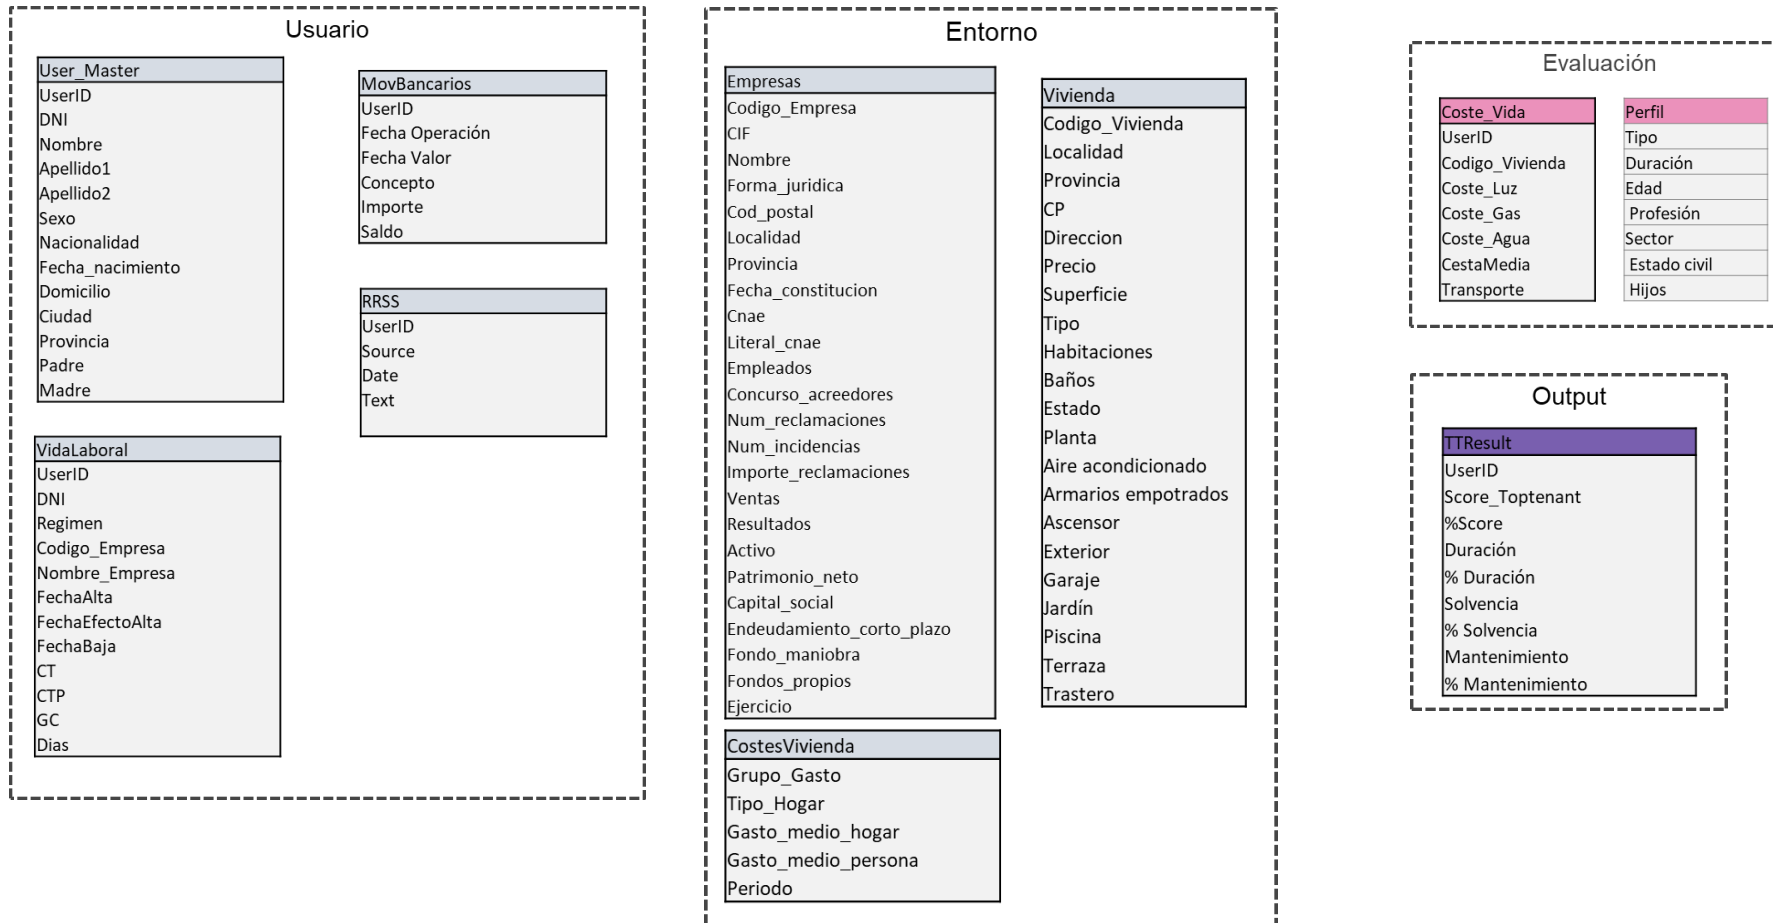 Usuario
User_Master
UserID
DNI
Nombre
Apellido1
Apellido2
Sexo
Nacionalidad
Fecha_nacimiento
Domicilio
Ciudad
Provincia
Padre
Madre
MovBancarios
UserID
Fecha Operación
Fecha Valor
Concepto
Importe
Saldo
RRSS
UserID
Source
Date
Text
VidaLaboral
UserID
DNI
Regimen
Codigo_Empresa
Nombre_Empresa
FechaAlta
FechaEfectoAlta
FechaBaja
CT
CTP
GC
Dias
Entorno
Empresas
Codigo_Empresa
CIF
Nombre
Forma_juridica
Cod_postal
Localidad
Provincia
Fecha_constitucion
Cnae
Literal_cnae
Empleados
Concurso_acreedores
Num_reclamaciones
Num_incidencias
Importe_reclamaciones
Ventas
Resultados
Activo
Patrimonio_neto
Capital_social
Endeudamiento_corto_plazo
Fondo_maniobra
Fondos_propios
Ejercicio
Vivienda
Codigo_Vivienda
Localidad
Provincia
CP
Direccion
Precio
Superficie
Tipo
Habitaciones
Baños
Estado
Planta
Aire acondicionado
Armarios empotrados
Ascensor
Exterior
Garaje
Jardín
Piscina
Terraza
Trastero
CostesVivienda
Grupo_Gasto
Tipo_Hogar
Gasto_medio_hogar
Gasto_medio_persona
Periodo
Evaluación
Coste_Vida
UserID
Codigo_Vivienda
Coste_Luz
Coste_Gas
Coste_Agua
CestaMedia
Transporte
Perfil
Tipo
Duración
Edad
Profesión
Sector
Estado civil
Hijos
Output
TTResult
UserID
Score_Toptenant
%Score
Duración
% Duración
Solvencia
% Solvencia
Mantenimiento
% Mantenimiento